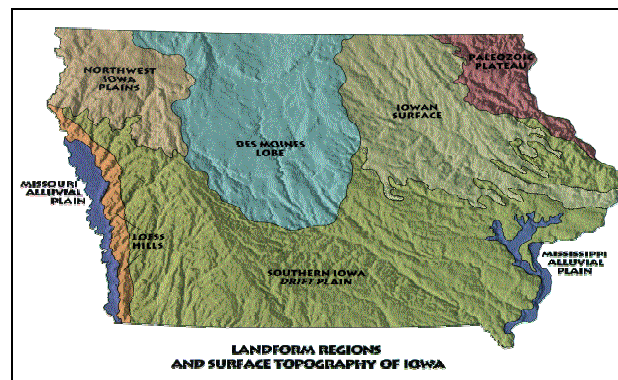 PALEOZOIC
PLATEAU
NORTHWEST
IOWA
PLAINS
IOWAN
SURFACE
DES MOINES
LOBE
MISSOURI
ALLUVIAL
PLAIN
LOESS
HILLS
MISSISSIPPI
ALLUVIAL
PLAIN
SOUTHERN IOWA
DRIFT PLAIN
LANDFORM REGIONS
AND SURFACE TOPOGRAPHY OF IOWA